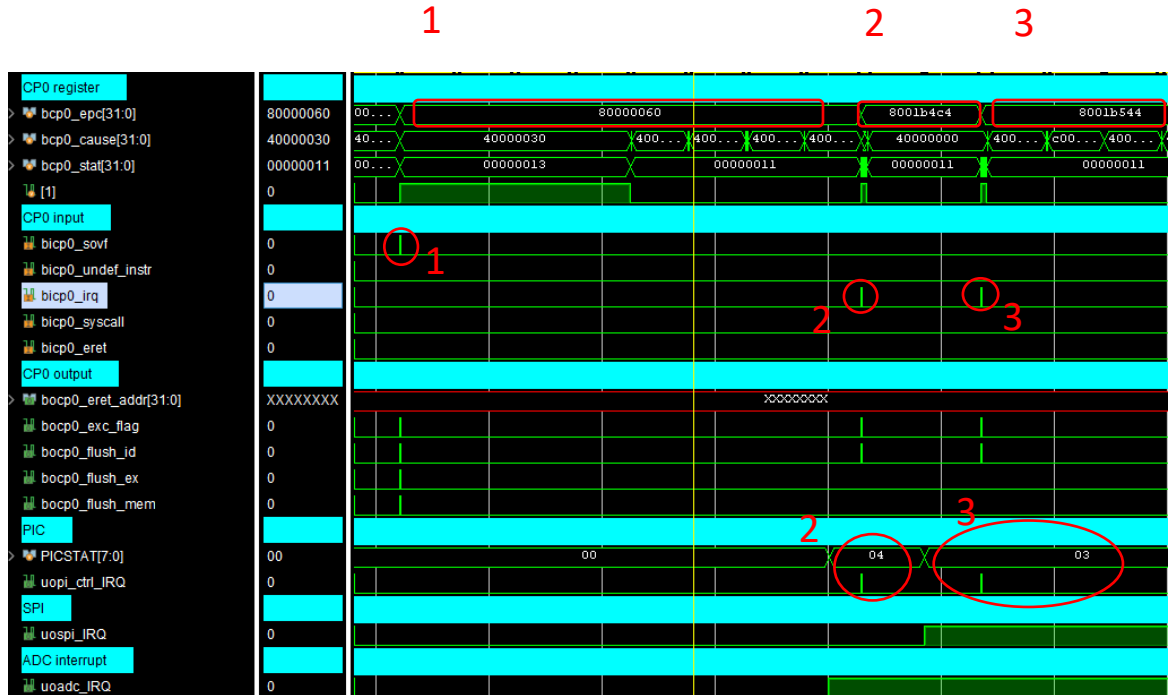 1 2 3
CP0 register
bcp0_epc[31:0] 80000060 00... 80000060 8001b4c4 8001b544
bcp0_cause[31:0] 40000030 40... 40000030 400... 400... 400... 400... 40000000 400... c00... 400...
bcp0_stat[31:0] 00000011 00... 00000013 00000011 00000011 00000011
[1] 0
CP0 input
bicp0_sovf 0 1
bicp0_undef_instr 0
bicp0_irq 0 2 3
bicp0_syscall 0
bicp0_eret 0
CP0 output
bocp0_eret_addr[31:0] XXXXXXXX XXXXXXXX
bocp0_exc_flag 0
bocp0_flush_id 0
bocp0_flush_ex 0
bocp0_flush_mem 0
PIC 2 3
PICSTAT[7:0] 00 00 04 03
uopi_ctrl_IRQ 0
SPI
uospi_IRQ 0
ADC interrupt
uoadc_IRQ 0